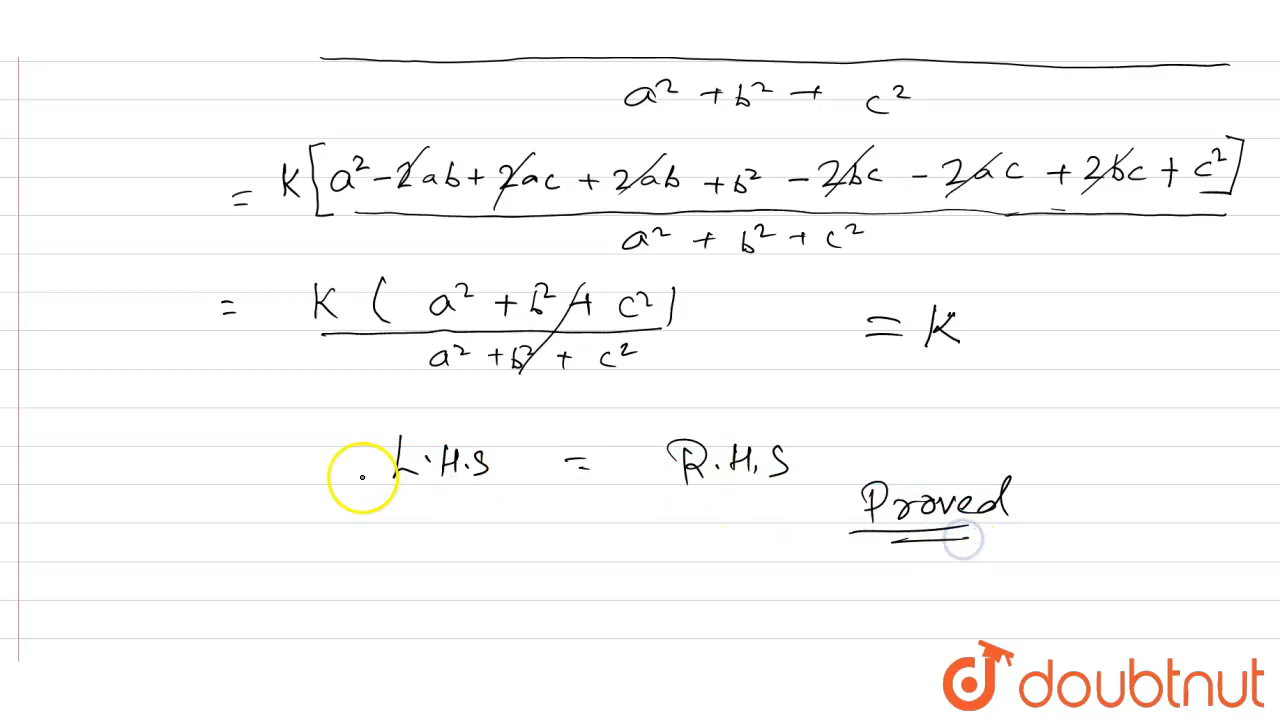 a² + b² + c²
= K[a² - 2ab + 2ac + 2ab + b² - 2bc - 2ac + 2bc + c²]
a² + b² + c²
= K ( a² + b² + c²) = K
a² + b² + c²
L.H.S = R.H.S
Proved
doubtnut